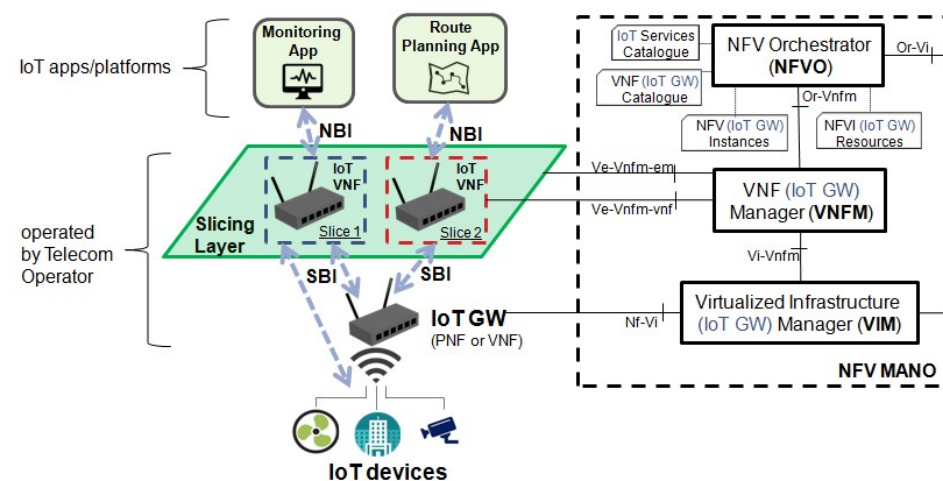 IoT apps/platforms
Monitoring
App
Route
Planning App
NBI
NBI
operated
by Telecom
Operator
Slicing
Layer
IoT
VNF
Slice 1
IoT
VNF
Slice 2
SBI
SBI
IoT GW
(PNF or VNF)
IoT devices
IoT Services
Catalogue
VNF (IoT GW)
Catalogue
NFV (IoT GW)
Instances
NFVI (IoT GW)
Resources
NFV Orchestrator
(NFVO)
Or-Vi
Or-Vnfm
Ve-Vnfm-em
Ve-Vnfm-vnf
VNF (IoT GW)
Manager (VNFM)
Vi-Vnfm
Nf-Vi
Virtualized Infrastructure
(IoT GW) Manager (VIM)
NFV MANO